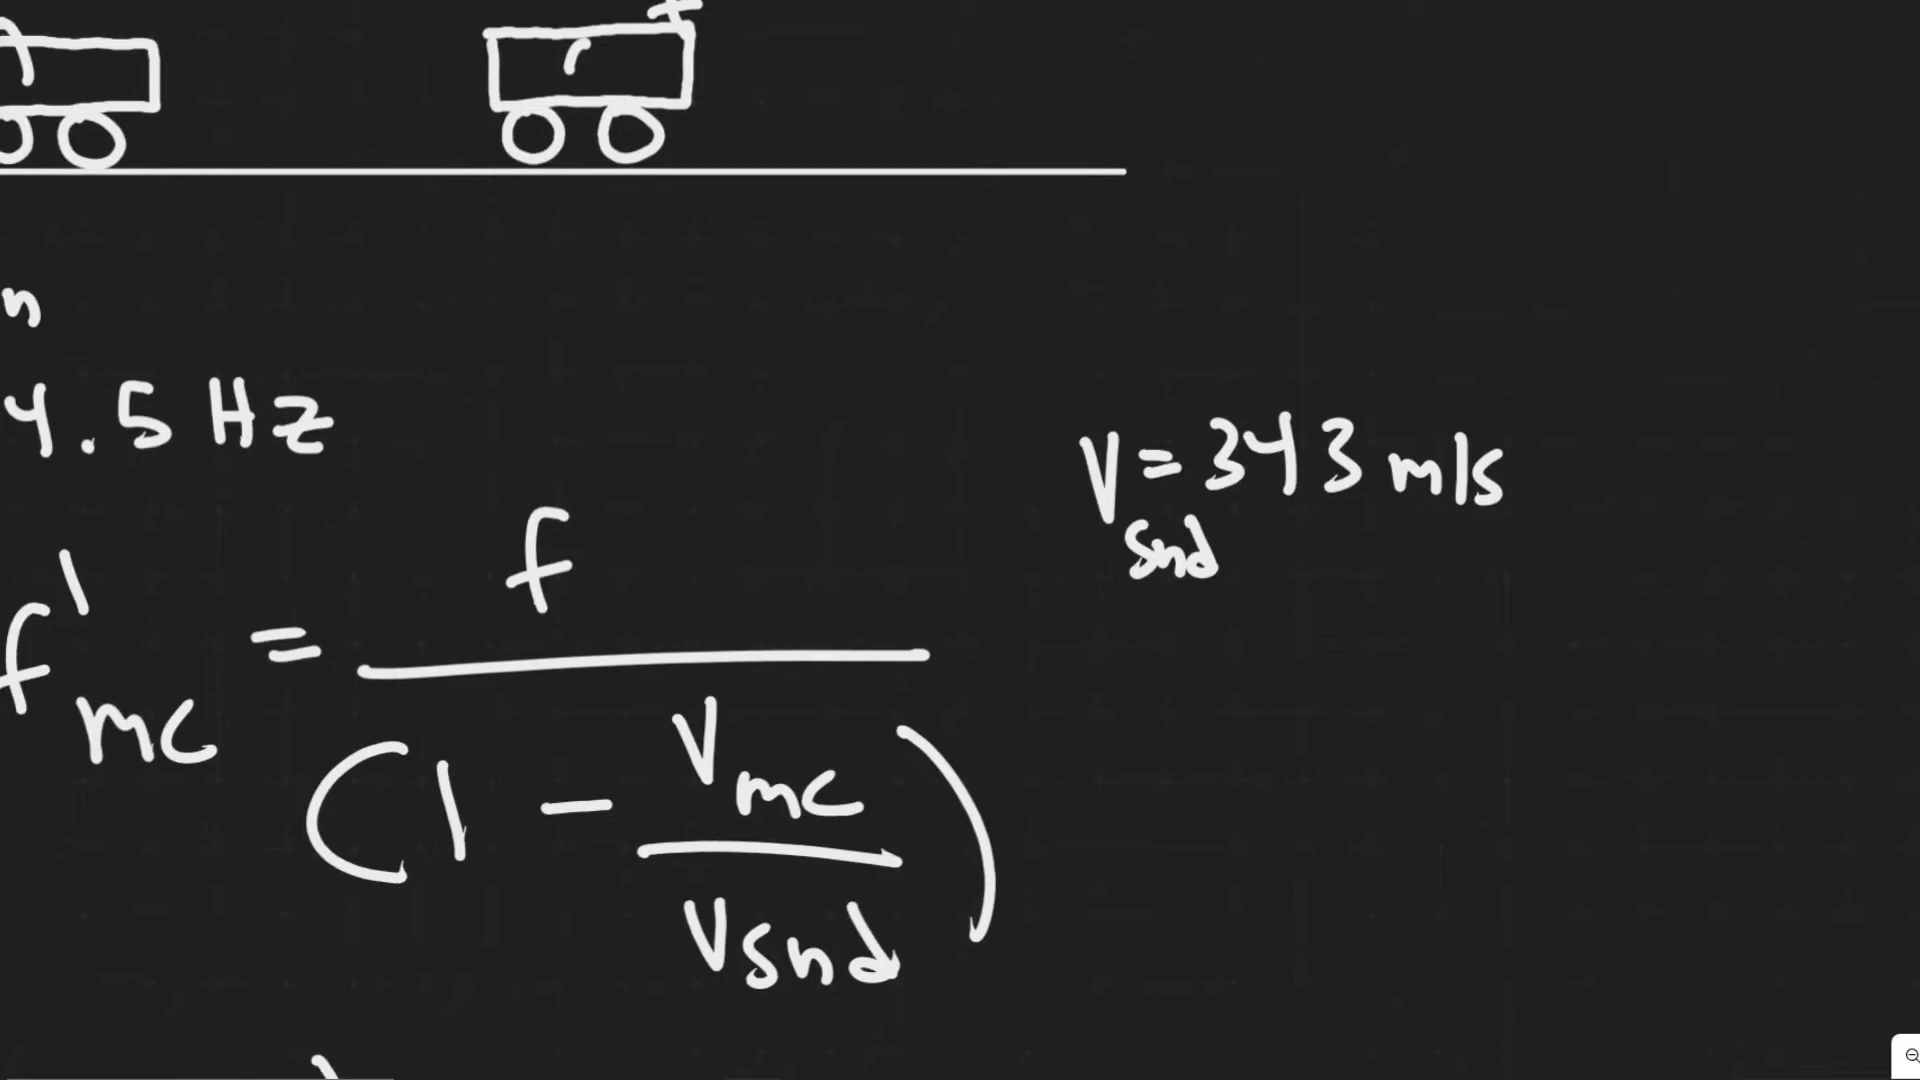 n
4.5 Hz
V = 343 m/s
snd
f'mc = f
(1 - Vmc
Vsnd)